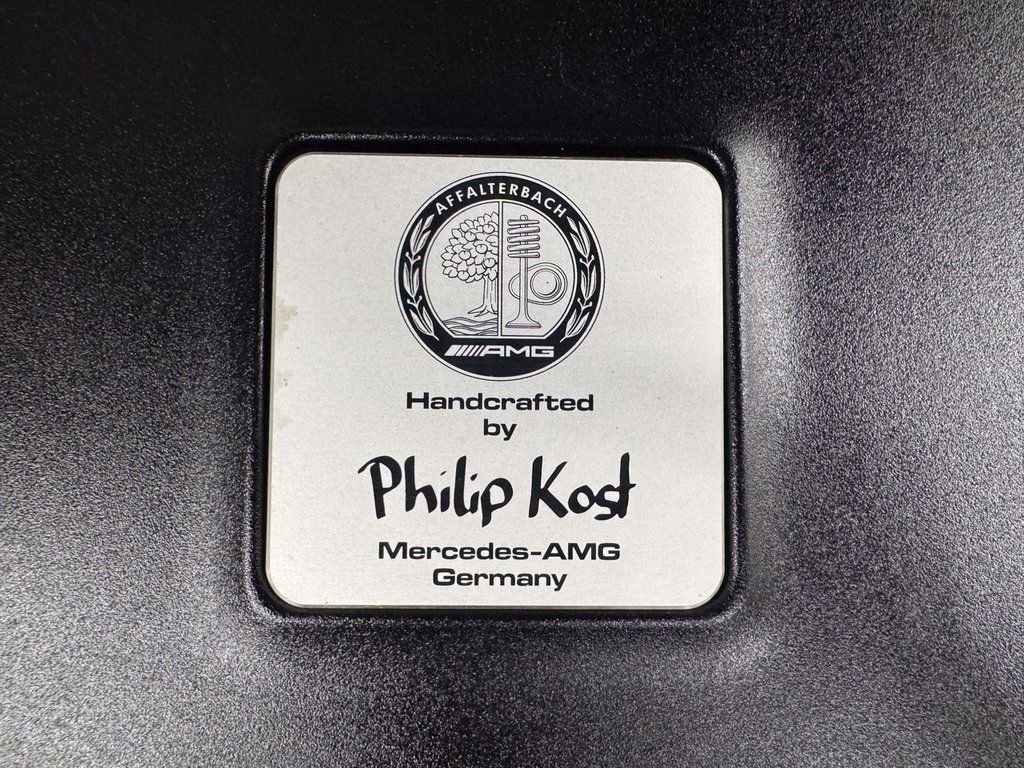 AFFALTERBACH
AMG
Handcrafted
by
Philip Kost
Mercedes-AMG
Germany